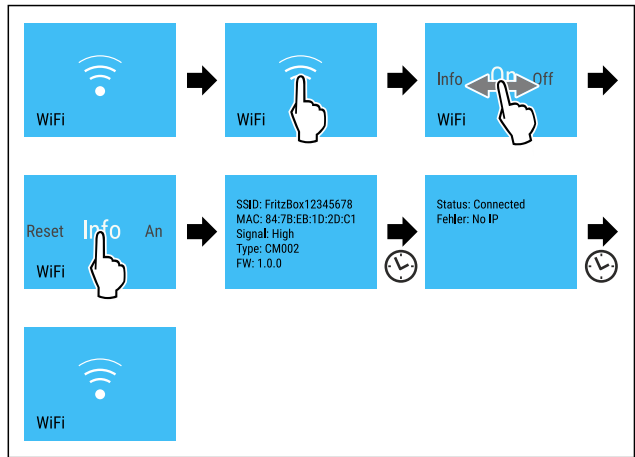 WiFi
WiFi
Info On Off
WiFi
Reset Info An
WiFi
SSID: FritzBox12345678
MAC: 84:7B:EB:1D:2D:C1
Signal: High
Type: CM002
FW: 1.0.0
Status: Connected
Fehler: No IP
WiFi